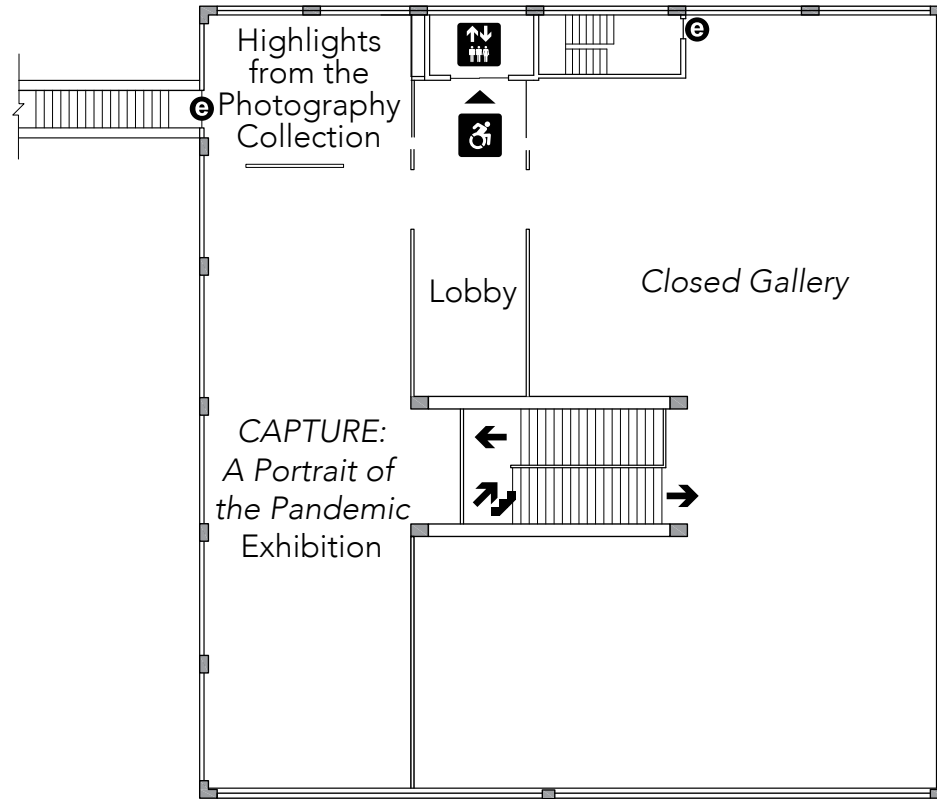 Highlights
from the
Photography
Collection
e
e
Lobby
Closed Gallery
CAPTURE:
A Portrait of
the Pandemic
Exhibition